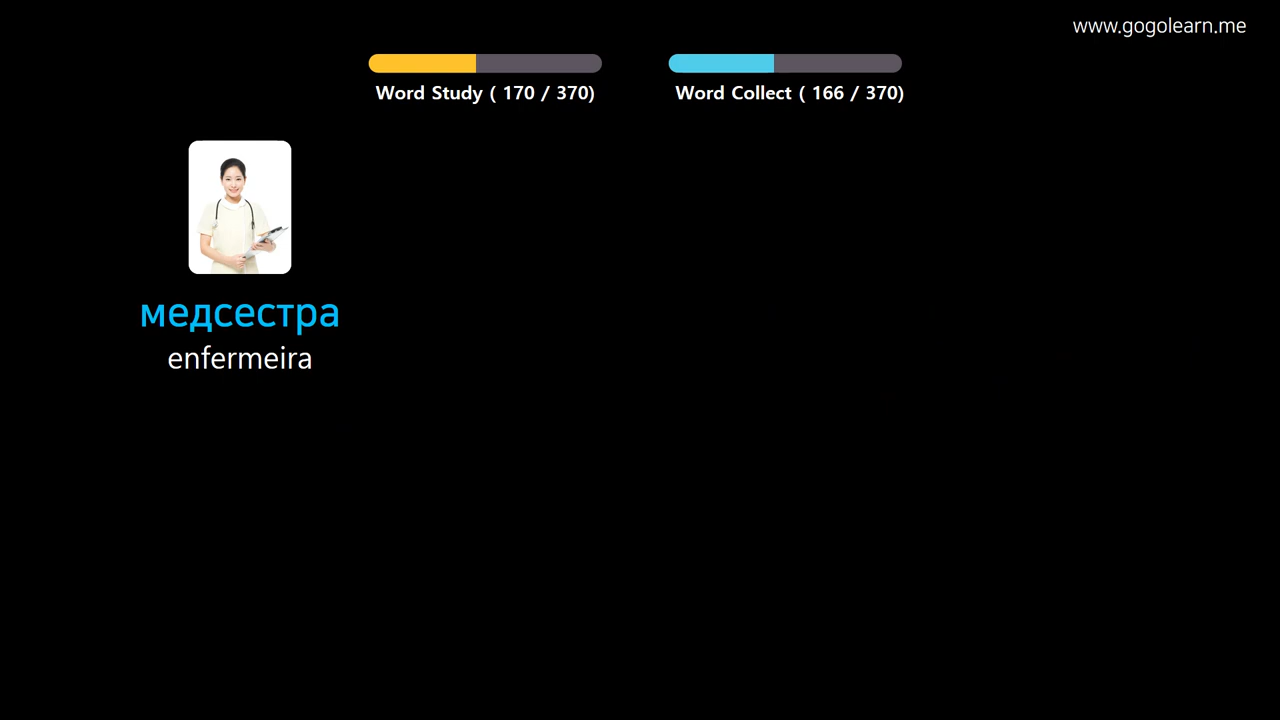 www.gogolearn.me
Word Study ( 170 / 370)
Word Collect ( 166 / 370)
медсестра
enfermeira